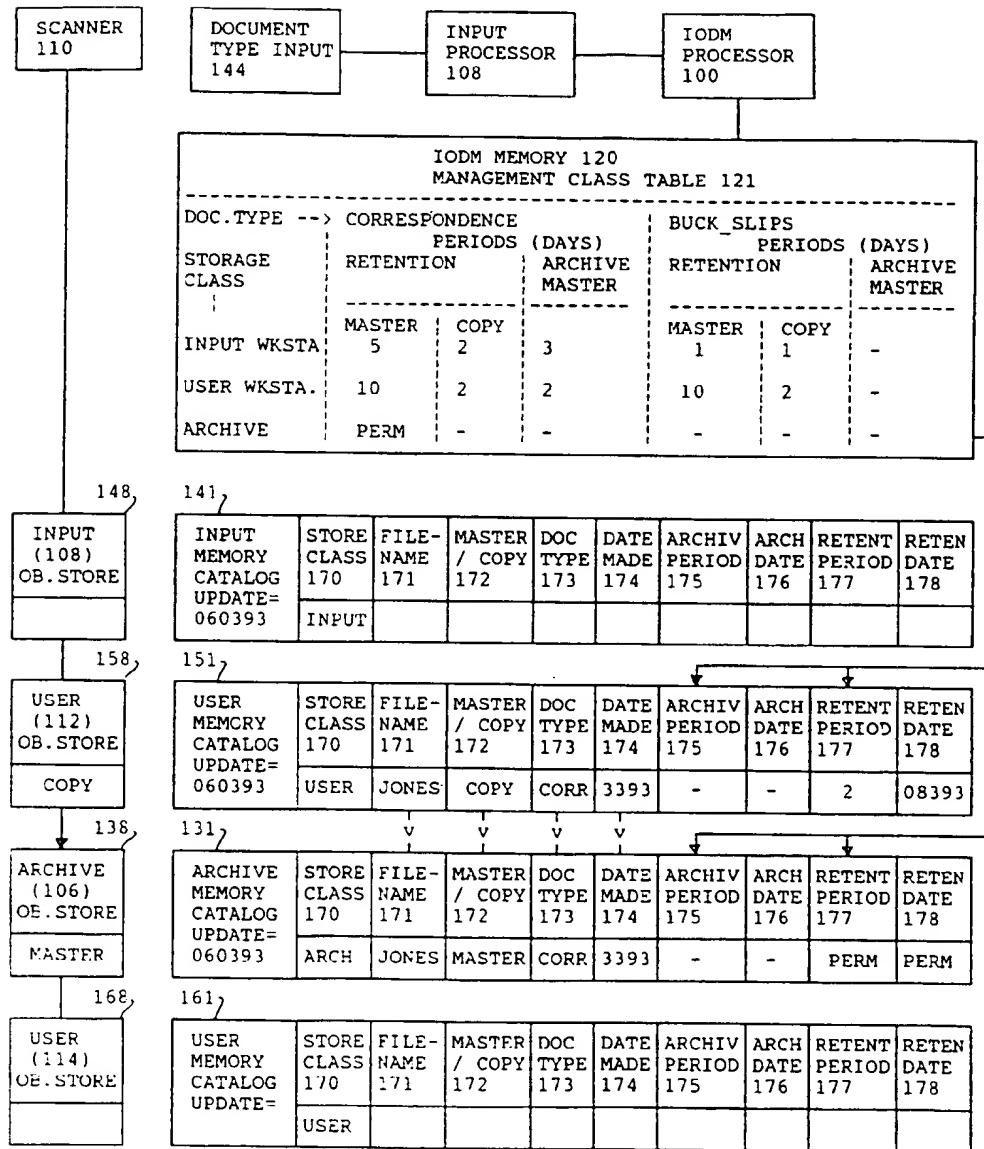 SCANNER
110
DOCUMENT
TYPE INPUT
144
INPUT
PROCESSOR
108
IODM
PROCESSOR
100
IODM MEMORY 120
MANAGEMENT CLASS TABLE 121
DOC.TYPE --> CORRESPONDENCE BUCK_SLIPS
PERIODS (DAYS) PERIODS (DAYS)
STORAGE RETENTION ARCHIVE RETENTION ARCHIVE
CLASS MASTER MASTER
MASTER COPY MASTER COPY
INPUT WKSTA 5 2 3 1 1 -
USER WKSTA. 10 2 2 10 2 -
ARCHIVE PERM - - - - -
148 141
INPUT
(108)
OB.STORE
INPUT STORE FILE- MASTER DOC DATE ARCHIV ARCH RETENT RETEN
MEMORY CLASS NAME / COPY TYPE MADE PERIOD DATE PERIOD DATE
CATALOG 170 171 172 173 174 175 176 177 178
UPDATE=
060393 INPUT
158 151
USER
(112)
OB.STORE
COPY
USER STORE FILE- MASTER DOC DATE ARCHIV ARCH RETENT RETEN
MEMORY CLASS NAME / COPY TYPE MADE PERIOD DATE PERIOD DATE
CATALOG 170 171 172 173 174 175 176 177 178
UPDATE=
060393 USER JONES COPY CORR 3393 - - 2 08393
138 131 v v v v
ARCHIVE
(106)
OB.STORE
MASTER
ARCHIVE STORE FILE- MASTER DOC DATE ARCHIV ARCH RETENT RETEN
MEMORY CLASS NAME / COPY TYPE MADE PERIOD DATE PERIOD DATE
CATALOG 170 171 172 173 174 175 176 177 178
UPDATE=
060393 ARCH JONES MASTER CORR 3393 - - PERM PERM
168 161
USER
(114)
OB.STORE
USER STORE FILE- MASTER DOC DATE ARCHIV ARCH RETENT RETEN
MEMORY CLASS NAME / COPY TYPE MADE PERIOD DATE PERIOD DATE
CATALOG 170 171 172 173 174 175 176 177 178
UPDATE=
USER